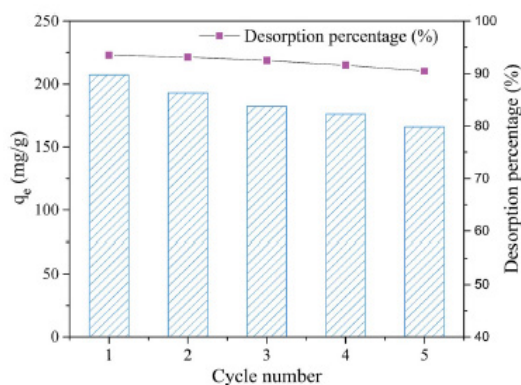 Desorption percentage (%)
250
200
150
100
50
0
qe (mg/g)
100
90
80
70
60
50
40
Desorption percentage (%)
1 2 3 4 5
Cycle number